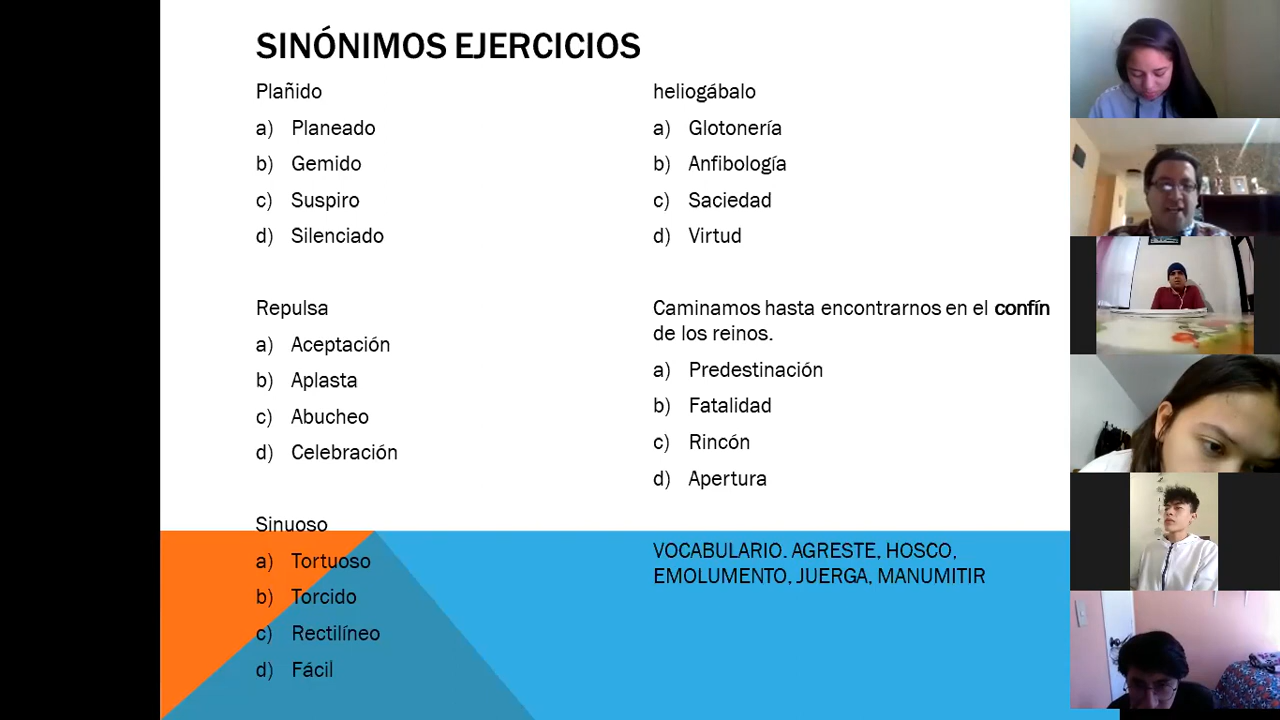 SINÓNIMOS EJERCICIOS
Plañido
a) Planeado
b) Gemido
c) Suspiro
d) Silenciado
Repulsa
a) Aceptación
b) Aplasta
c) Abucheo
d) Celebración
Sinuoso
a) Tortuoso
b) Torcido
c) Rectilíneo
d) Fácil
heliogábalo
a) Glotonería
b) Anfibología
c) Saciedad
d) Virtud
Caminamos hasta encontrarnos en el confín
de los reinos.
a) Predestinación
b) Fatalidad
c) Rincón
d) Apertura
VOCABULARIO. AGRESTE, HOSCO,
EMOLUMENTO, JUERGA, MANUMITIR